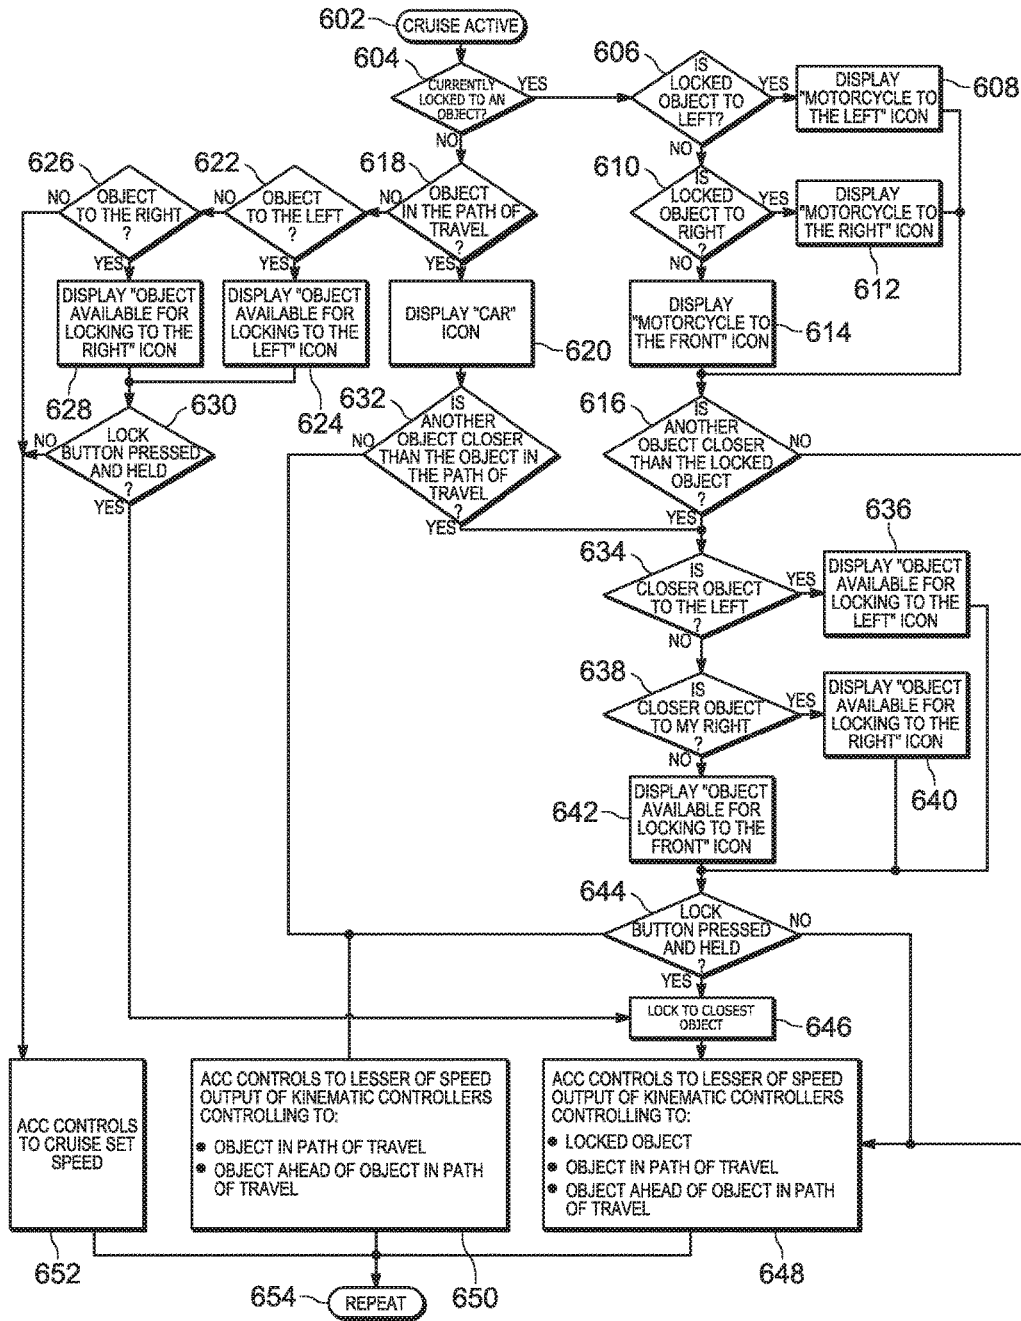 602
CRUISE ACTIVE
604
CURRENTLY
LOCKED TO AN
OBJECT?
YES
NO
606
IS
LOCKED
OBJECT TO
LEFT?
YES
NO
DISPLAY
"MOTORCYCLE TO
THE LEFT" ICON
608
610
IS
LOCKED
OBJECT TO
RIGHT
?
YES
NO
DISPLAY
"MOTORCYCLE TO
THE RIGHT" ICON
612
626
OBJECT
TO THE RIGHT
?
NO
YES
622
OBJECT
TO THE LEFT
?
NO
YES
618
OBJECT
IN THE PATH OF
TRAVEL
?
NO
YES
DISPLAY "OBJECT
AVAILABLE FOR
LOCKING TO THE
RIGHT" ICON
628
DISPLAY "OBJECT
AVAILABLE FOR
LOCKING TO THE
LEFT" ICON
624
DISPLAY "CAR"
ICON
620
DISPLAY
"MOTORCYCLE TO
THE FRONT" ICON
614
630
LOCK
BUTTON PRESSED
AND HELD
?
NO
YES
632
IS
ANOTHER
OBJECT CLOSER
THAN THE OBJECT IN
THE PATH OF
TRAVEL
?
NO
YES
616
IS
ANOTHER
OBJECT CLOSER
THAN THE LOCKED
OBJECT
?
NO
YES
634
IS
CLOSER OBJECT
TO THE LEFT
?
YES
NO
636
DISPLAY "OBJECT
AVAILABLE FOR
LOCKING TO THE
LEFT" ICON
638
IS
CLOSER OBJECT
TO MY RIGHT
?
YES
NO
DISPLAY "OBJECT
AVAILABLE FOR
LOCKING TO THE
RIGHT" ICON
640
642
DISPLAY "OBJECT
AVAILABLE FOR
LOCKING TO THE
FRONT" ICON
644
LOCK
BUTTON PRESSED
AND HELD
?
NO
YES
LOCK TO CLOSEST
OBJECT
646
ACC CONTROLS
TO CRUISE SET
SPEED
652
ACC CONTROLS TO LESSER OF SPEED
OUTPUT OF KINEMATIC CONTROLLERS
CONTROLLING TO:
● OBJECT IN PATH OF TRAVEL
● OBJECT AHEAD OF OBJECT IN PATH
OF TRAVEL
650
ACC CONTROLS TO LESSER OF SPEED
OUTPUT OF KINEMATIC CONTROLLERS
CONTROLLING TO:
● LOCKED OBJECT
● OBJECT IN PATH OF TRAVEL
● OBJECT AHEAD OF OBJECT IN PATH
OF TRAVEL
648
654
REPEAT